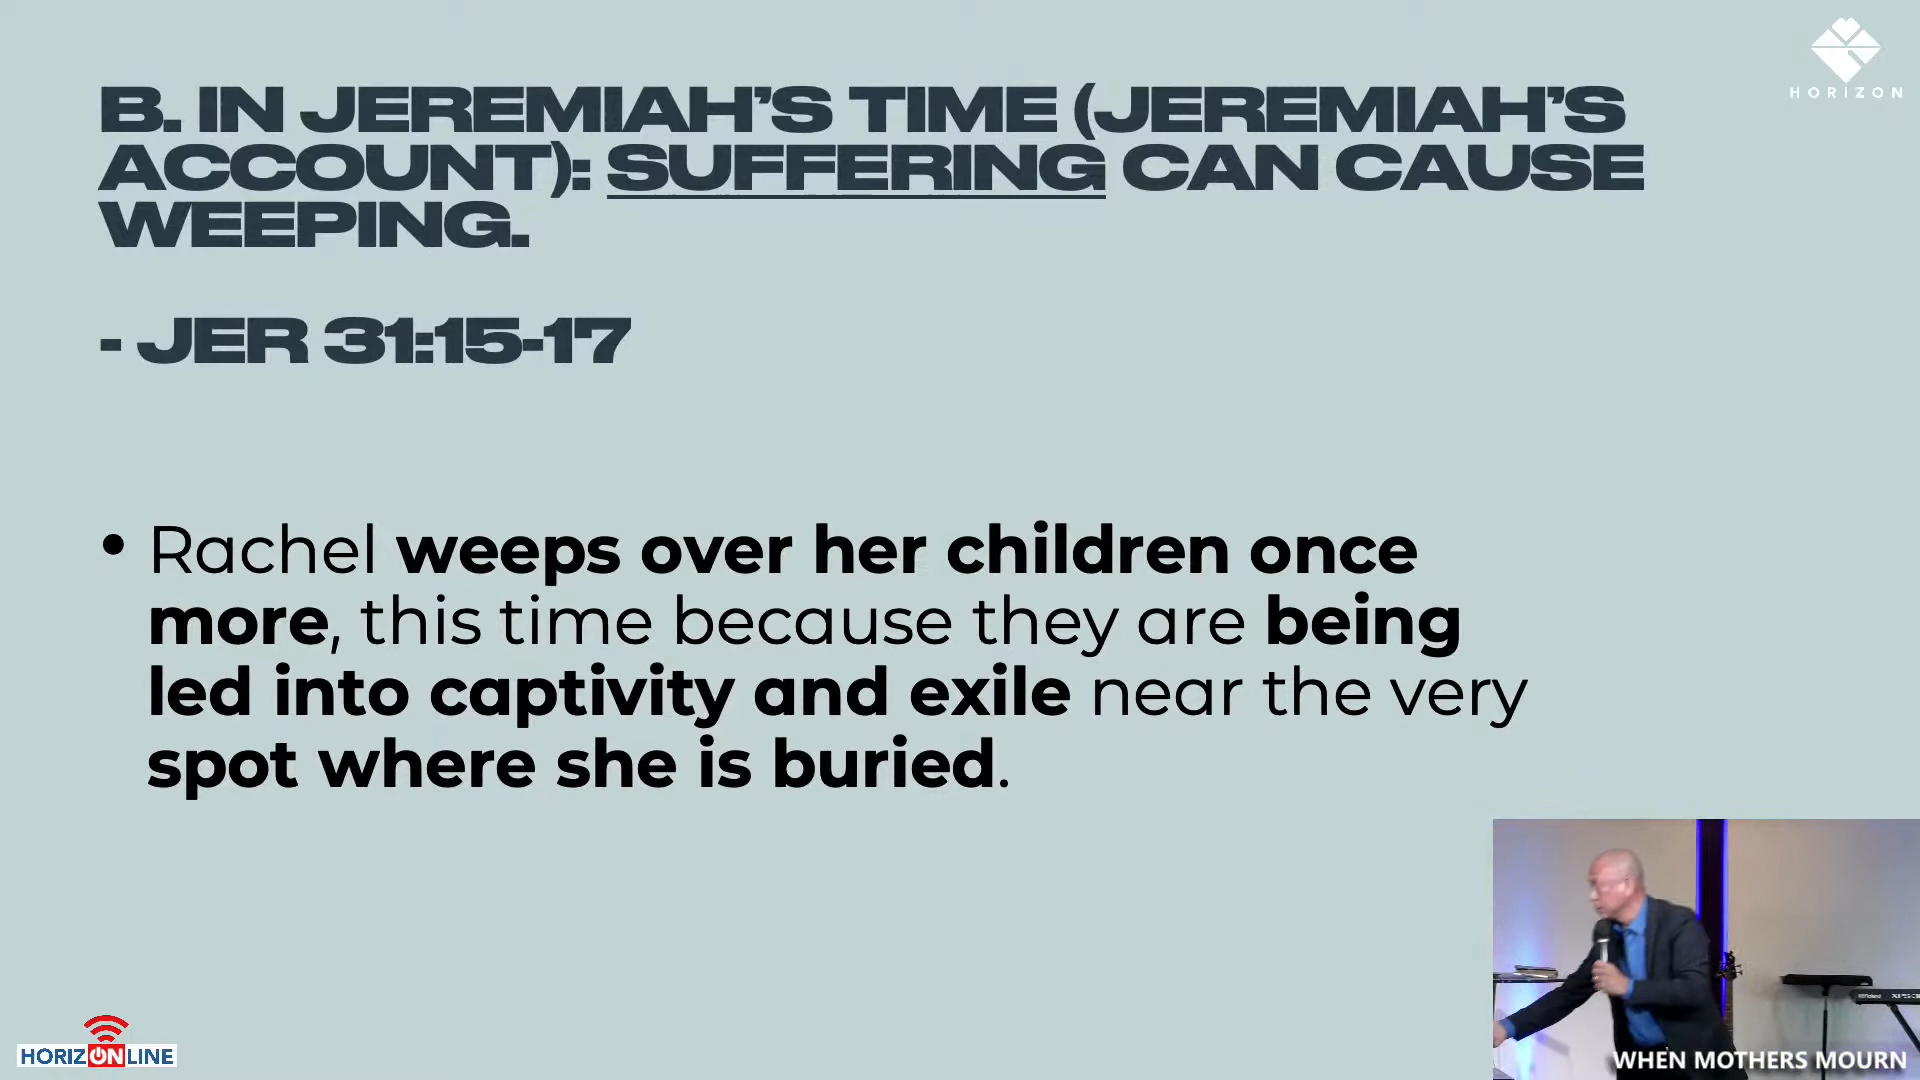 HORIZON
B. IN JEREMIAH’S TIME (JEREMIAH’S
ACCOUNT): SUFFERING CAN CAUSE
WEEPING.
- JER 31:15-17
• Rachel weeps over her children once
more, this time because they are being
led into captivity and exile near the very
spot where she is buried.
HORIZONLINE
Roland
WHEN MOTHERS MOURN